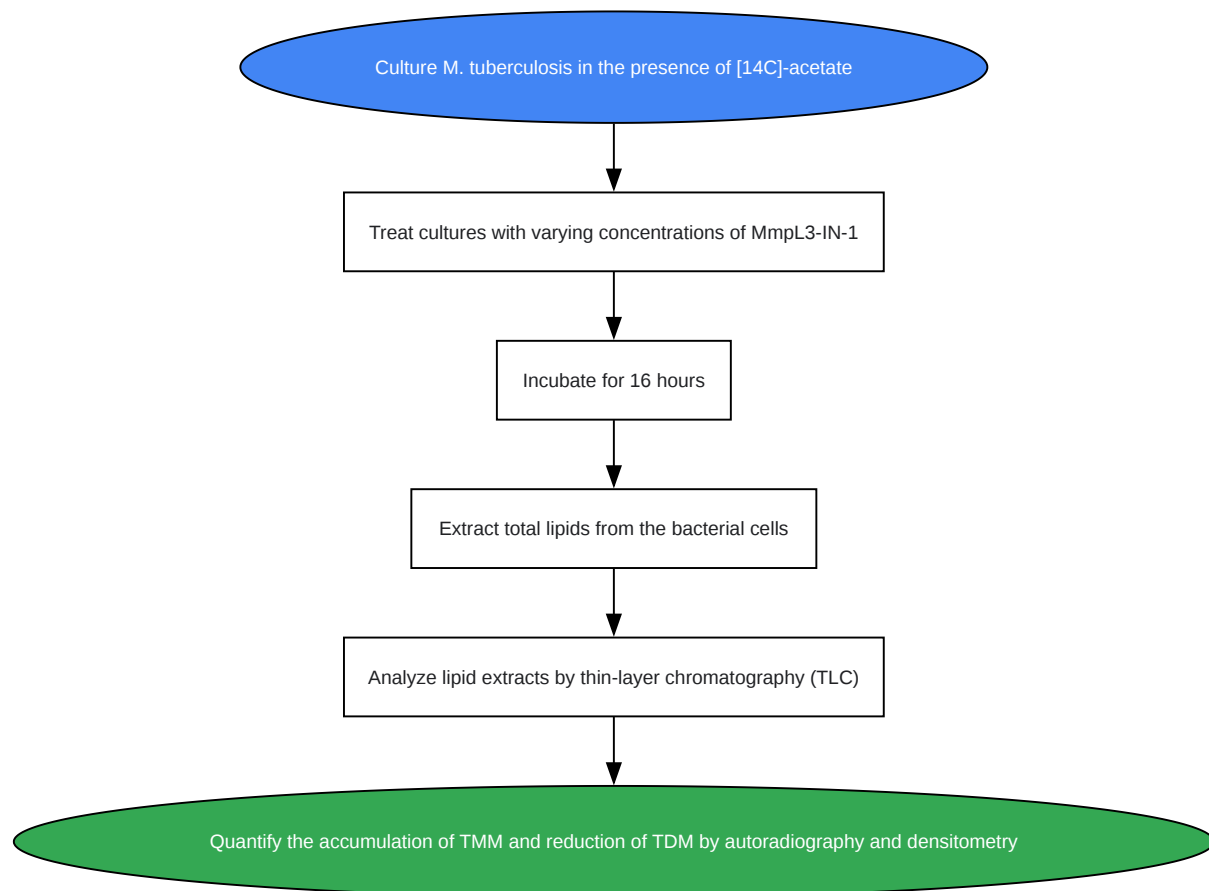 Culture M. tuberculosis in the presence of [14C]-acetate
Treat cultures with varying concentrations of MmpL3-IN-1
Incubate for 16 hours
Extract total lipids from the bacterial cells
Analyze lipid extracts by thin-layer chromatography (TLC)
Quantify the accumulation of TMM and reduction of TDM by autoradiography and densitometry